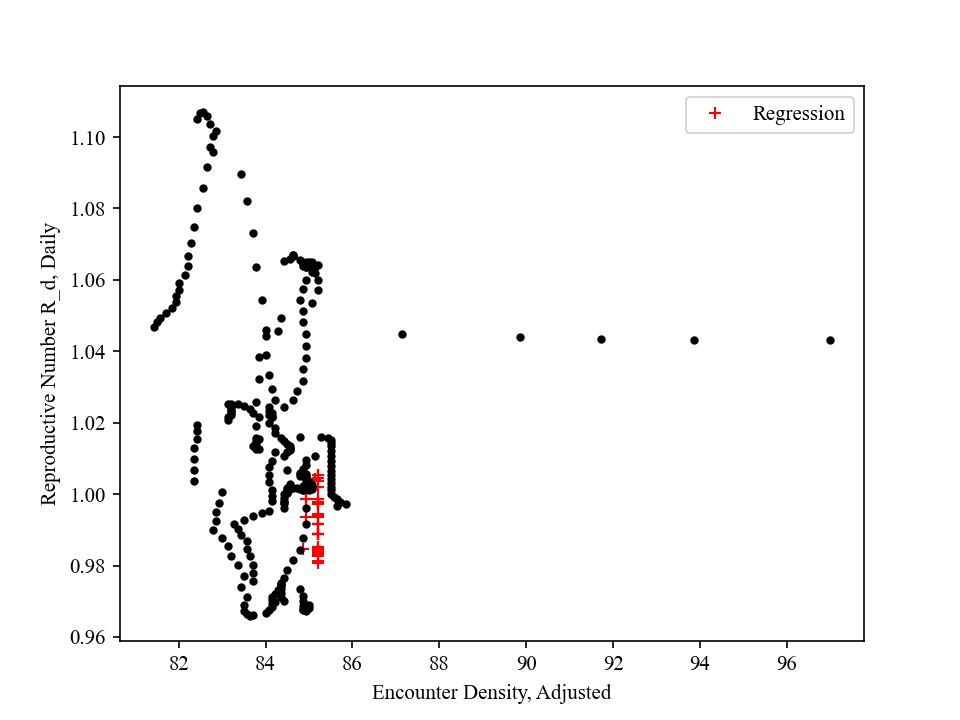 Regression
1.10
1.08
1.06
1.04
1.02
1.00
0.98
0.96
Reproductive Number R_d, Daily
82 84 86 88 90 92 94 96
Encounter Density, Adjusted